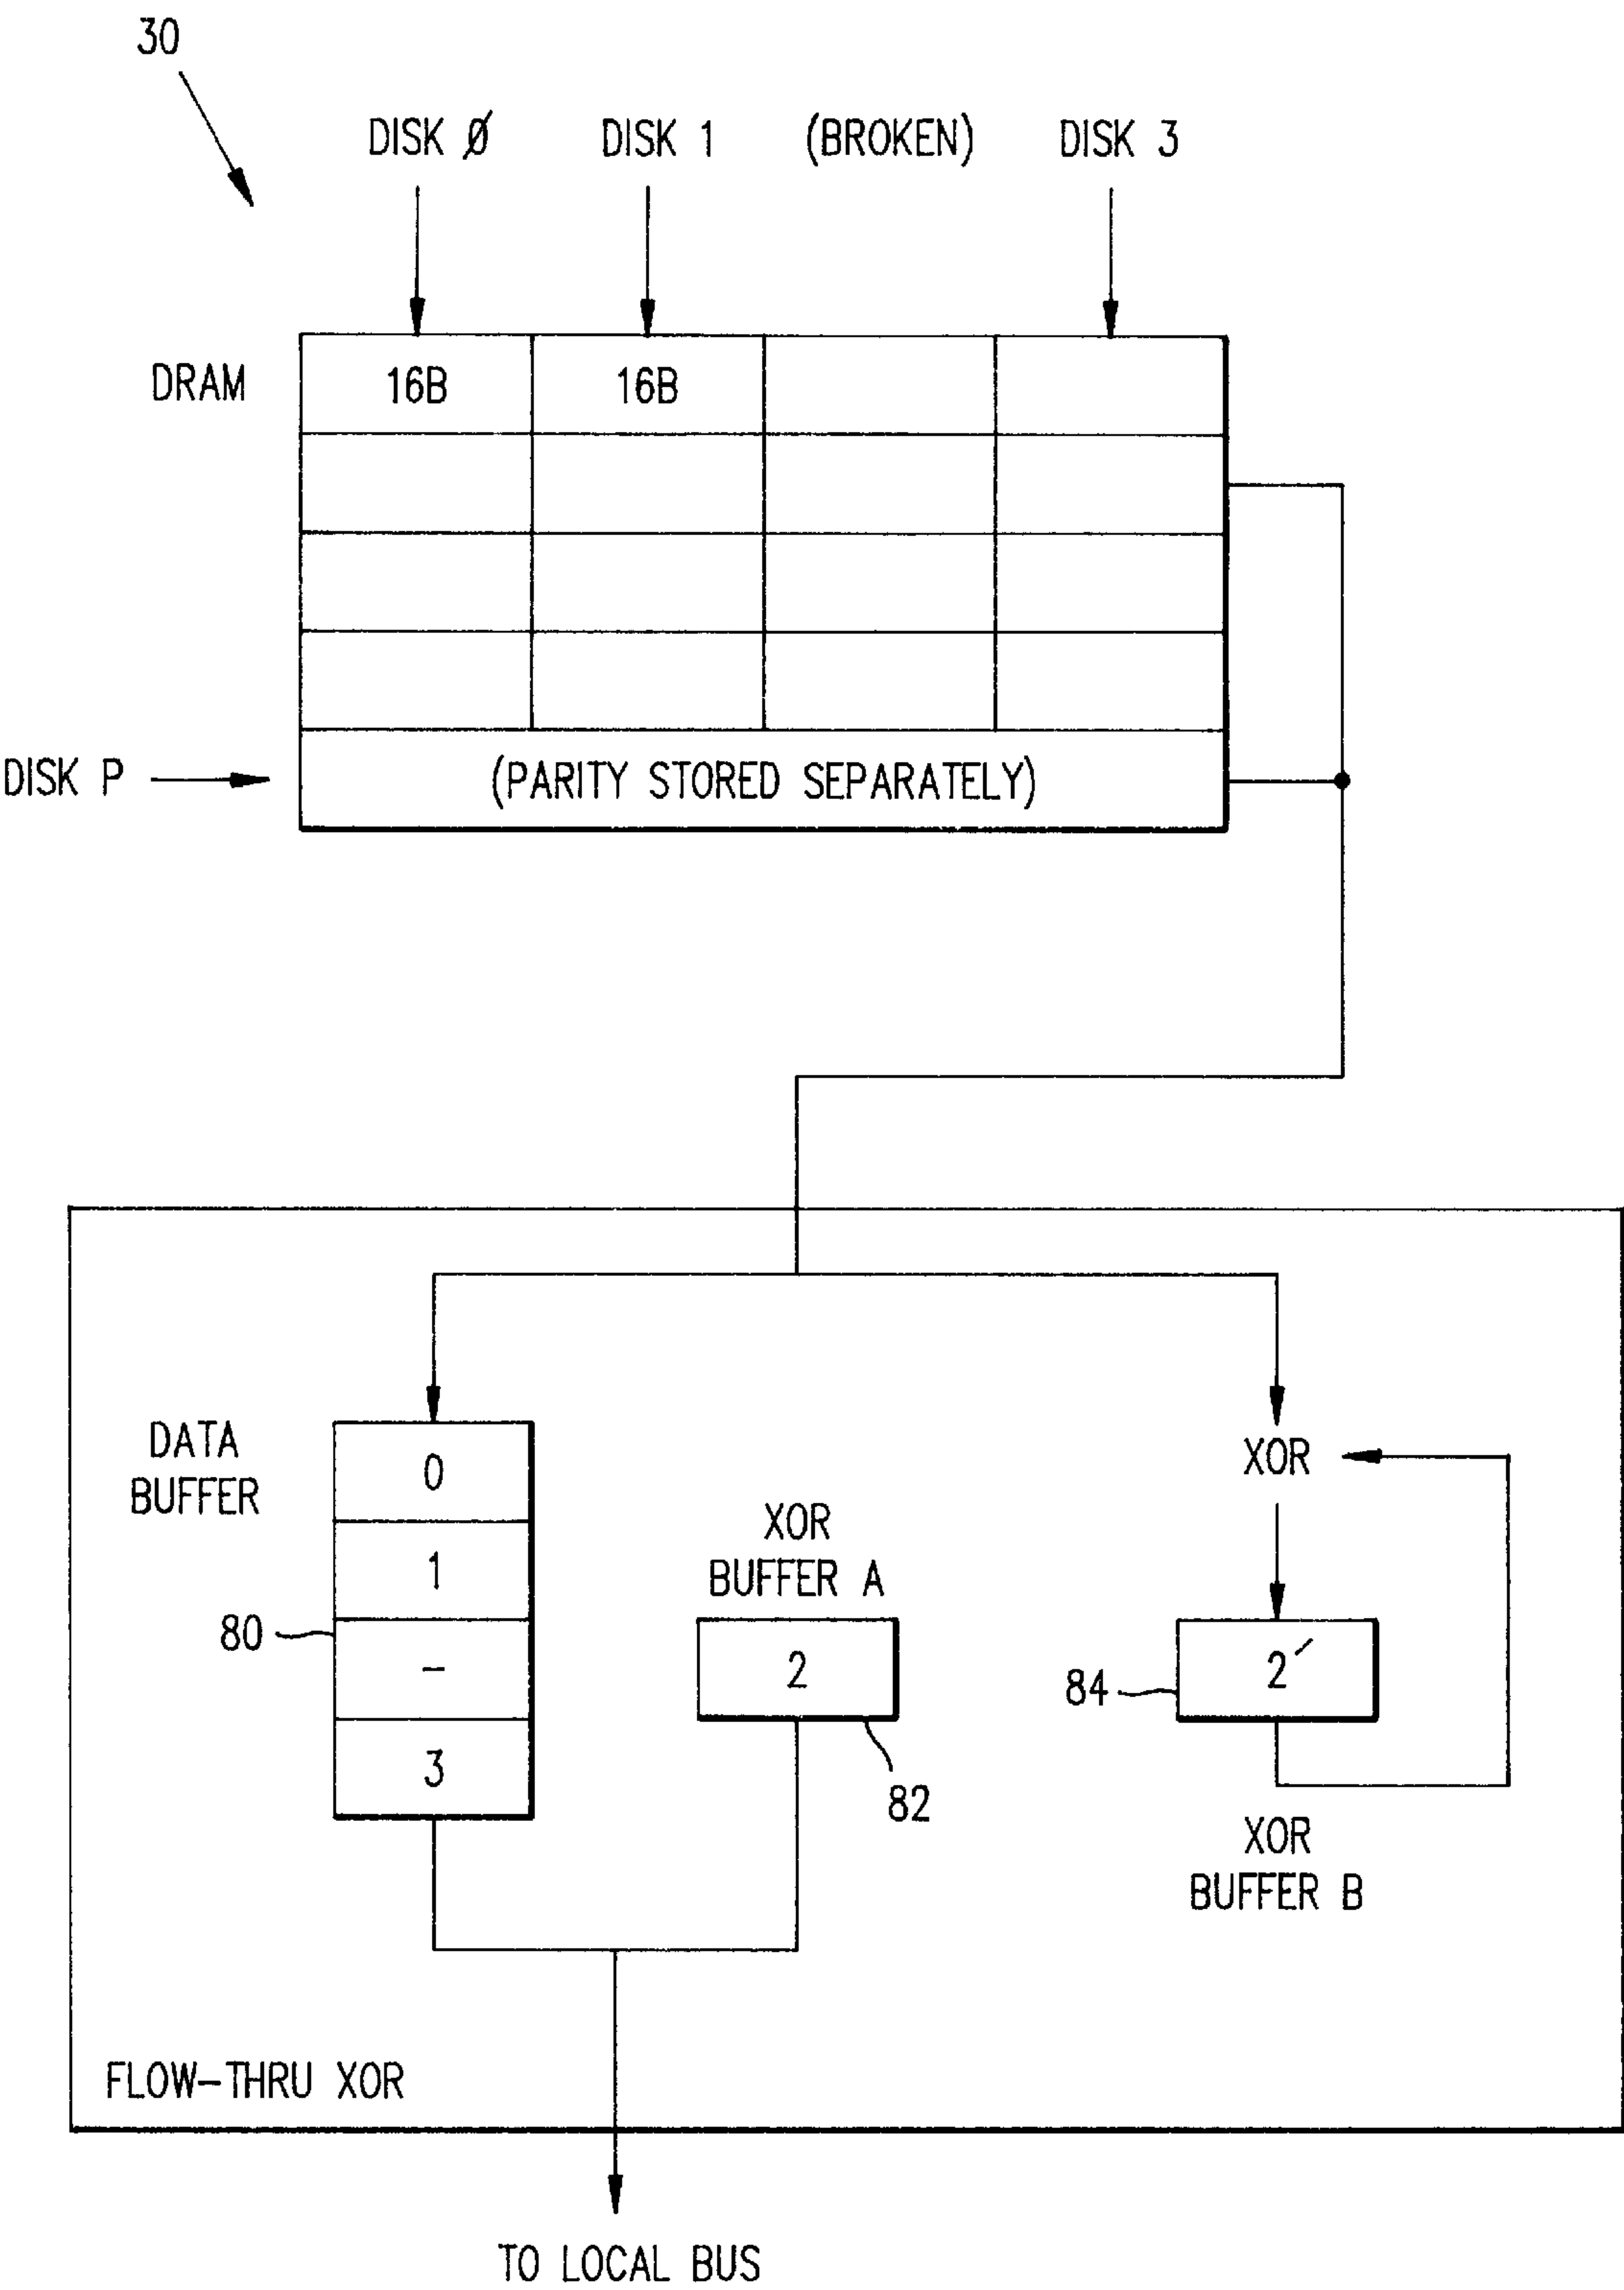 30
DISK Ø DISK 1 (BROKEN) DISK 3
DRAM 16B 16B
DISK P (PARITY STORED SEPARATELY)
DATA
BUFFER
0
1
-
3
80
XOR
BUFFER A
2
82
XOR
2′
84
XOR
BUFFER B
FLOW-THRU XOR
TO LOCAL BUS